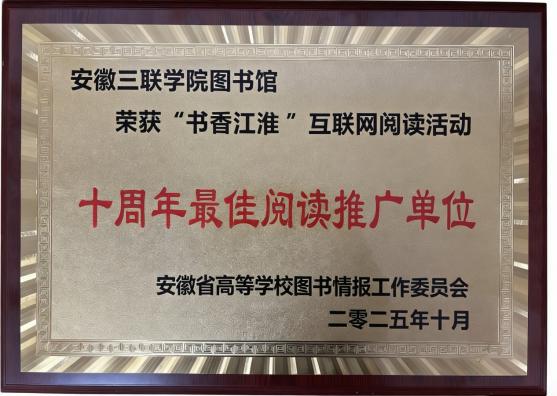 安徽三联学院图书馆
荣获“书香江淮”互联网阅读活动
十周年最佳阅读推广单位
安徽省高等学校图书情报工作委员会
二零二五年十月